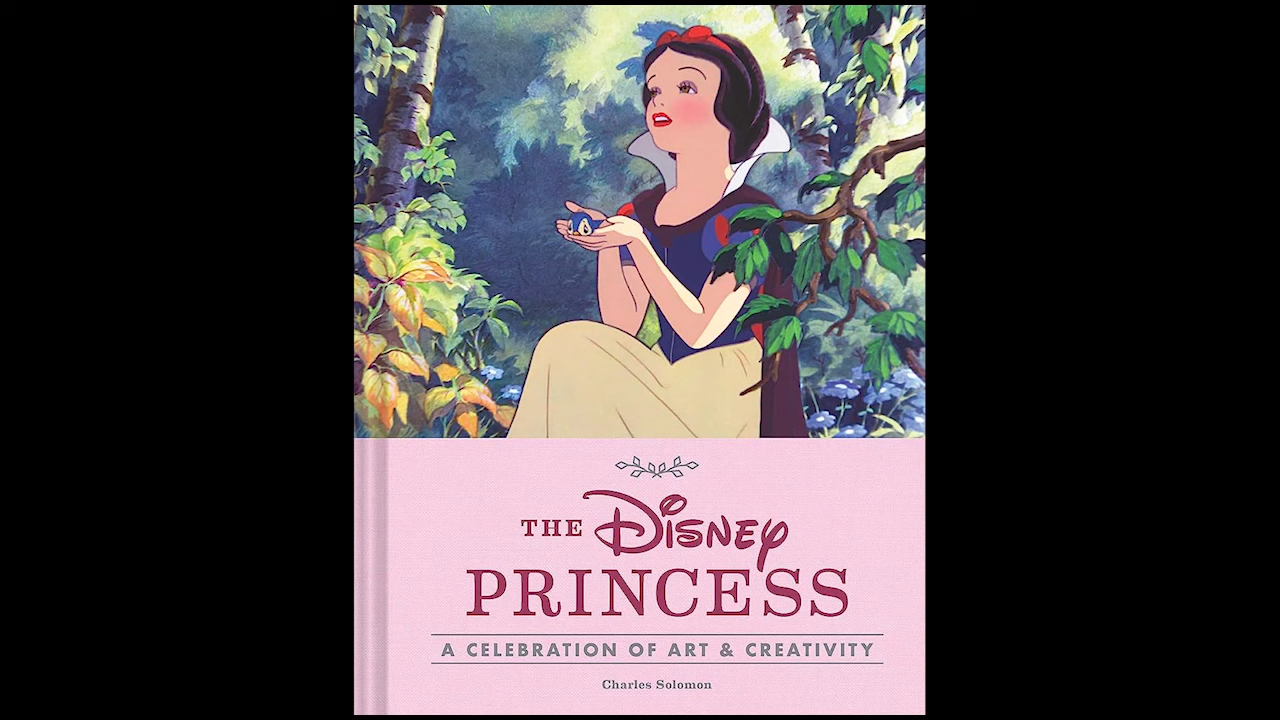 THE Disney
PRINCESS
A CELEBRATION OF ART & CREATIVITY
Charles Solomon